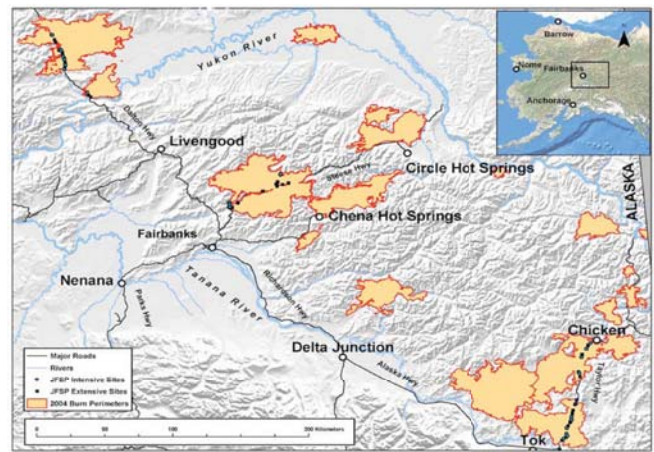 Barrow
Nome
Fairbanks
Anchorage
Yukon River
Dalton Hwy
Livengood
Circle Hot Springs
Steese Hwy
Chena Hot Springs
ALASKA
Fairbanks
Nenana
Tanana River
Richardson Hwy
Parks Hwy
Chicken
Delta Junction
Alaska Hwy
Taylor Hwy
Tok
Major Roads
Rivers
JFSP Intensive Sites
JFSP Extensive Sites
2004 Burn Perimeters
0 50 100 200 Kilometers